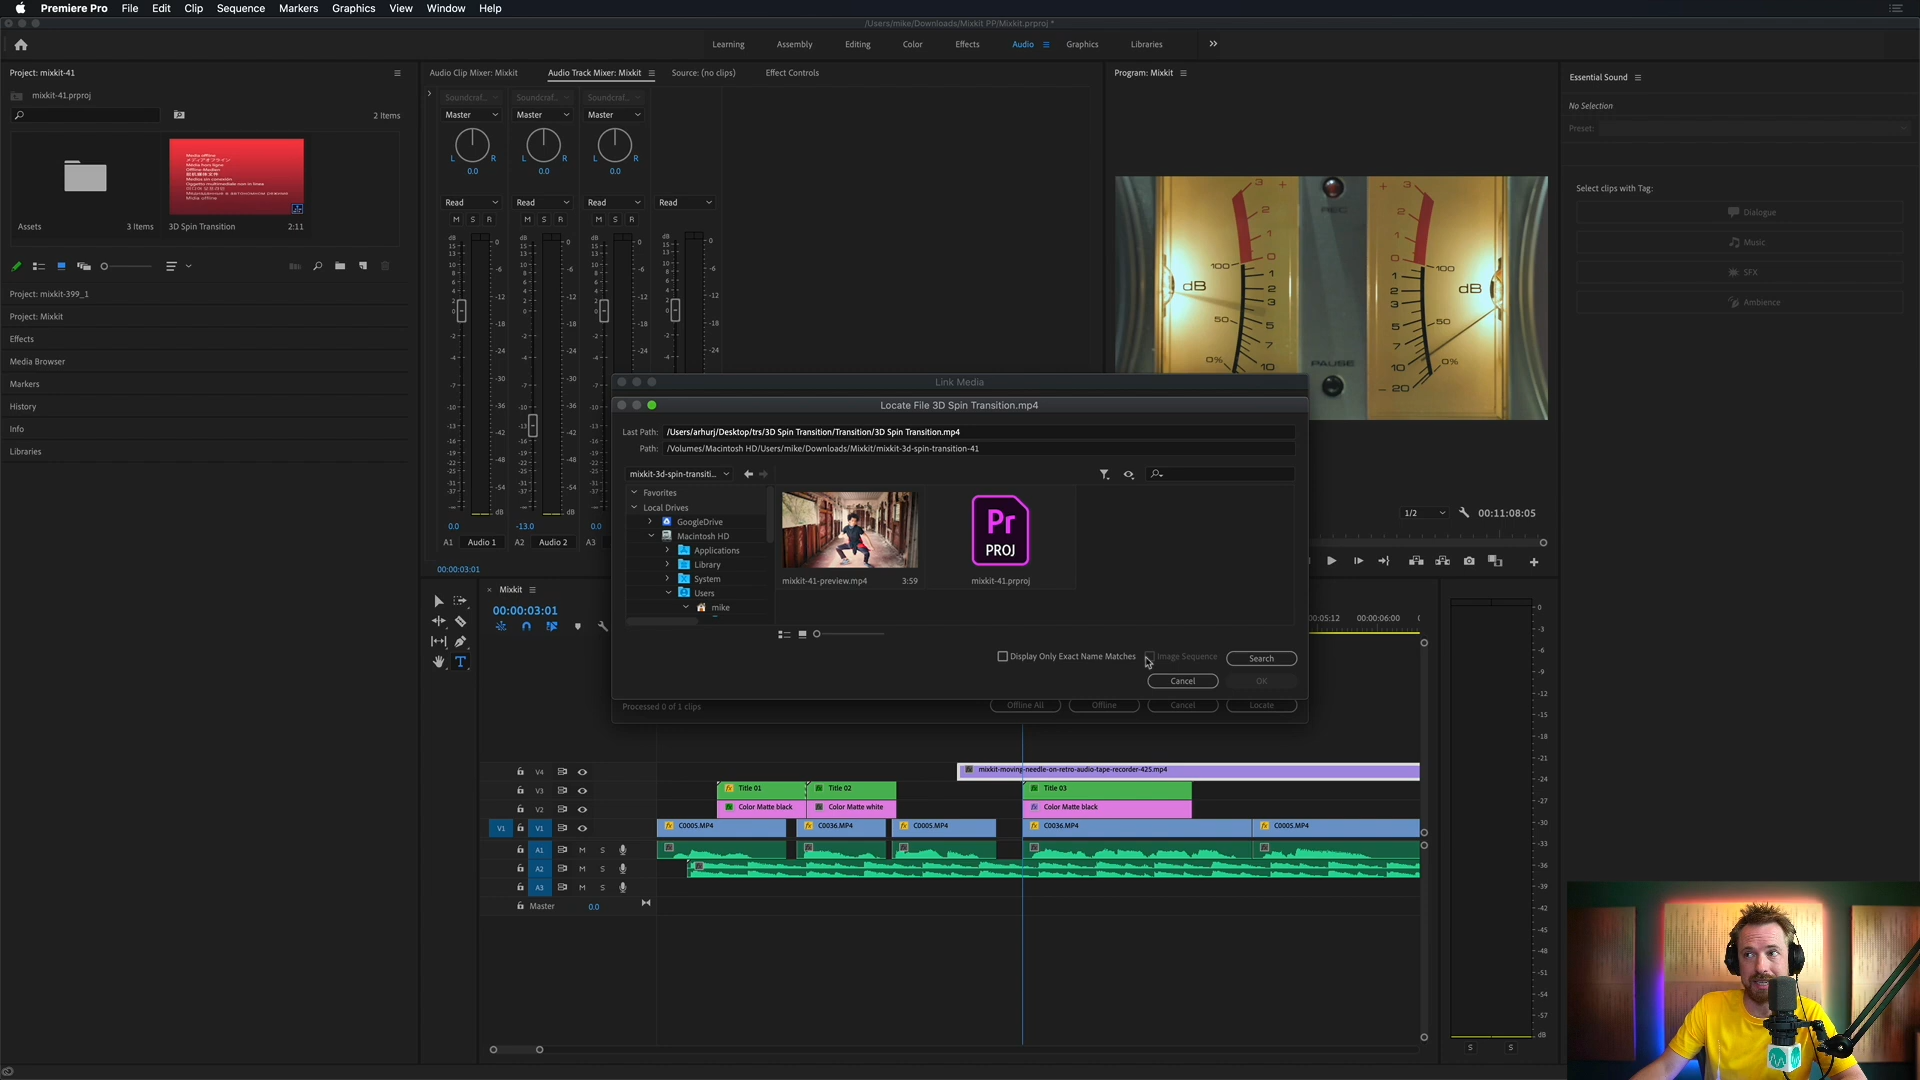 Premiere Pro File Edit Clip Sequence Markers Graphics View Window Help
/Users/mike/Downloads/Mixkit PP/Mixkit.prproj *
Learning Assembly Editing Color Effects Audio Graphics Libraries
Project: mixkit-41
mixkit-41.prproj
2 Items
Assets 3 Items 3D Spin Transition 2:11
Project: mixkit-399_1
Project: Mixkit
Effects
Media Browser
Markers
History
Info
Libraries
Audio Clip Mixer: Mixkit Audio Track Mixer: Mixkit Source: (no clips) Effect Controls
Soundcraf... Soundcraf... Soundcraf...
Master Master Master
L R L R L R
0.0 0.0 0.0
Read Read Read Read
M S R M S R M S R
0.0 -13.0 0.0
A1 Audio 1 A2 Audio 2 A3
00:00:03:01
Program: Mixkit
REC
dB dB
PAUSE
1/2 00:11:08:05
Essential Sound
No Selection
Preset:
Select clips with Tag:
Dialogue
Music
SFX
Ambience
Link Media
Locate File 3D Spin Transition.mp4
Last Path: /Users/arhurj/Desktop/trs/3D Spin Transition/Transition/3D Spin Transition.mp4
Path: /Volumes/Macintosh HD/Users/mike/Downloads/Mixkit/mixkit-3d-spin-transition-41
mixkit-3d-spin-transiti...
Favorites
Local Drives
GoogleDrive
Macintosh HD
Applications
Library
System
Users
mike
Pr
PROJ
mixkit-41-preview.mp4 3:59 mixkit-41.prproj
Display Only Exact Name Matches Image Sequence Search
Cancel OK
Processed 0 of 1 clips Offline All Offline Cancel Locate
Mixkit
00:00:03:01
00:00:06:00
V4 mixkit-moving-needle-on-retro-audio-tape-recorder-425.mp4
V3 Title 01 Title 02 Title 03
V2 Color Matte black Color Matte white Color Matte black
V1 V1 C0005.MP4 C0036.MP4 C0005.MP4 C0036.MP4 C0005.MP4
A1 M S
A2 M S
A3 M S
Master 0.0
S S